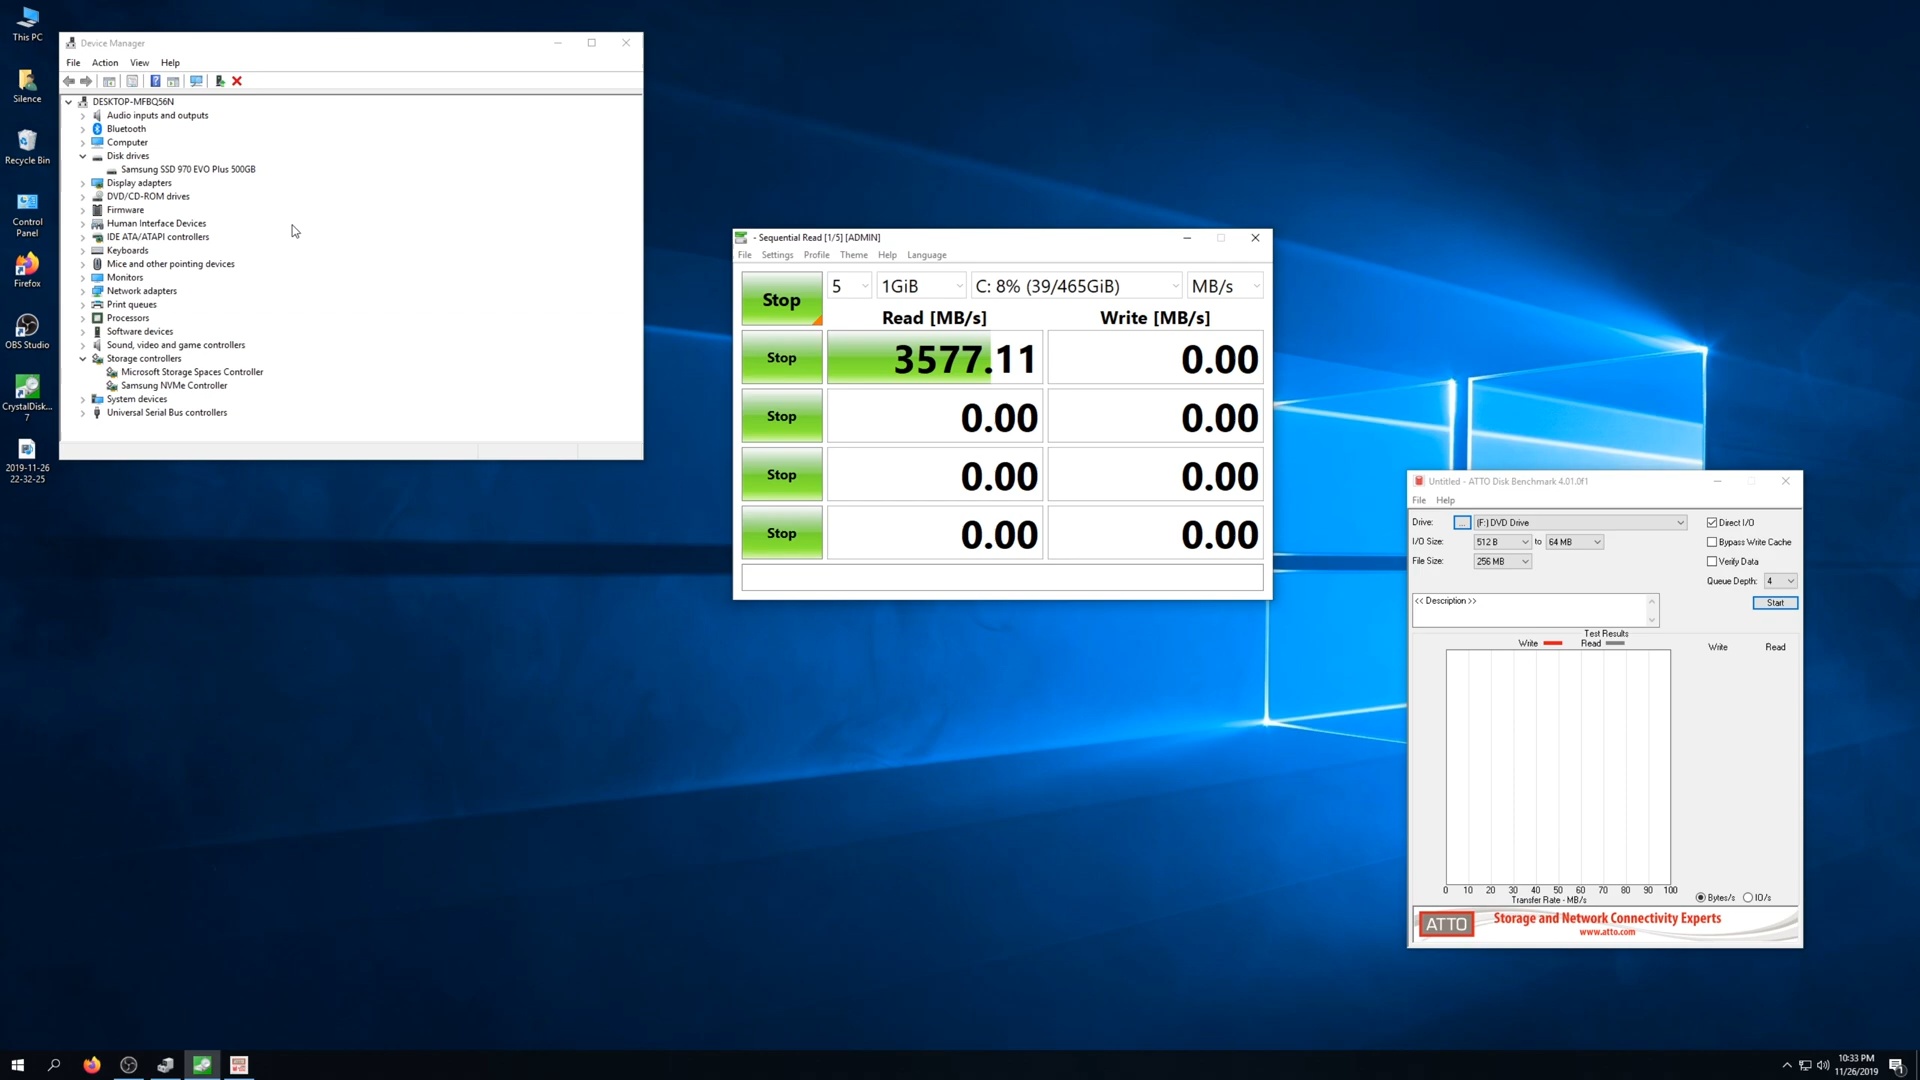 This PC
Silence
Recycle Bin
Control
Panel
Firefox
OBS Studio
CrystalDisk...
7
2019-11-26
22-32-25
Device Manager
File Action View Help
DESKTOP-MFBQ56N
Audio inputs and outputs
Bluetooth
Computer
Disk drives
Samsung SSD 970 EVO Plus 500GB
Display adapters
DVD/CD-ROM drives
Firmware
Human Interface Devices
IDE ATA/ATAPI controllers
Keyboards
Mice and other pointing devices
Monitors
Network adapters
Print queues
Processors
Software devices
Sound, video and game controllers
Storage controllers
Microsoft Storage Spaces Controller
Samsung NVMe Controller
System devices
Universal Serial Bus controllers
- Sequential Read [1/5] [ADMIN]
File Settings Profile Theme Help Language
Stop 5 1GiB C: 8% (39/465GiB) MB/s
Read [MB/s] Write [MB/s]
Stop 3577.11 0.00
Stop 0.00 0.00
Stop 0.00 0.00
Stop 0.00 0.00
Untitled - ATTO Disk Benchmark 4.01.0f1
File Help
Drive: ... (F:) DVD Drive Direct I/O
I/O Size: 512 B to 64 MB Bypass Write Cache
File Size: 256 MB Verify Data
Queue Depth: 4
<< Description >> Start
Test Results
Write Read Write Read
0 10 20 30 40 50 60 70 80 90 100
Transfer Rate - MB/s Bytes/s IO/s
ATTO Storage and Network Connectivity Experts
www.atto.com
10:33 PM
11/26/2019